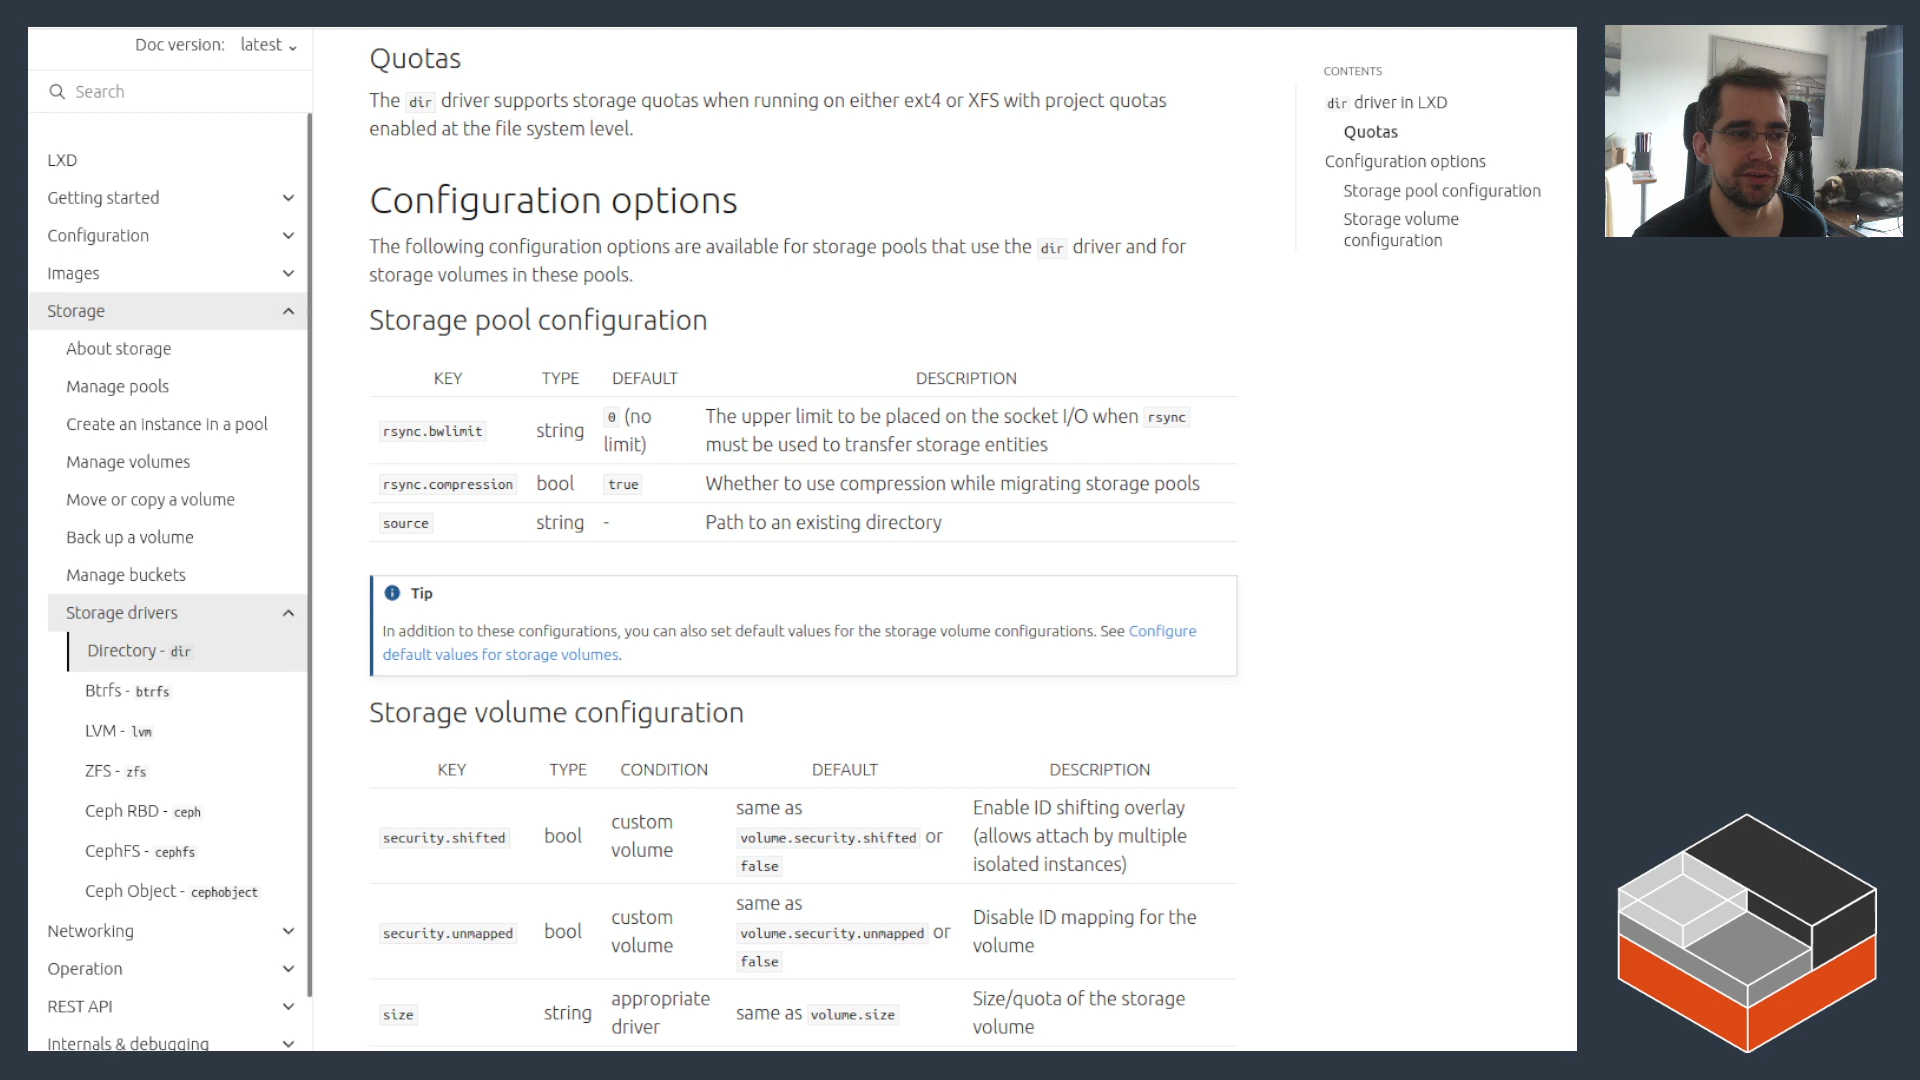 Doc version: latest
Search
LXD
Getting started
Configuration
Images
Storage
About storage
Manage pools
Create an instance in a pool
Manage volumes
Move or copy a volume
Back up a volume
Manage buckets
Storage drivers
Directory - dir
Btrfs - btrfs
LVM - lvm
ZFS - zfs
Ceph RBD - ceph
CephFS - cephfs
Ceph Object - cephobject
Networking
Operation
REST API
Internals & debugging
Quotas
The dir driver supports storage quotas when running on either ext4 or XFS with project quotas
enabled at the file system level.
Configuration options
The following configuration options are available for storage pools that use the dir driver and for
storage volumes in these pools.
Storage pool configuration
KEY TYPE DEFAULT DESCRIPTION
rsync.bwlimit string 0 (no limit) The upper limit to be placed on the socket I/O when rsync
must be used to transfer storage entities
rsync.compression bool true Whether to use compression while migrating storage pools
source string - Path to an existing directory
Tip
In addition to these configurations, you can also set default values for the storage volume configurations. See Configure
default values for storage volumes.
Storage volume configuration
KEY TYPE CONDITION DEFAULT DESCRIPTION
security.shifted bool custom volume same as volume.security.shifted or false Enable ID shifting overlay (allows attach by multiple isolated instances)
security.unmapped bool custom volume same as volume.security.unmapped or false Disable ID mapping for the volume
size string appropriate driver same as volume.size Size/quota of the storage volume
CONTENTS
dir driver in LXD
Quotas
Configuration options
Storage pool configuration
Storage volume
configuration